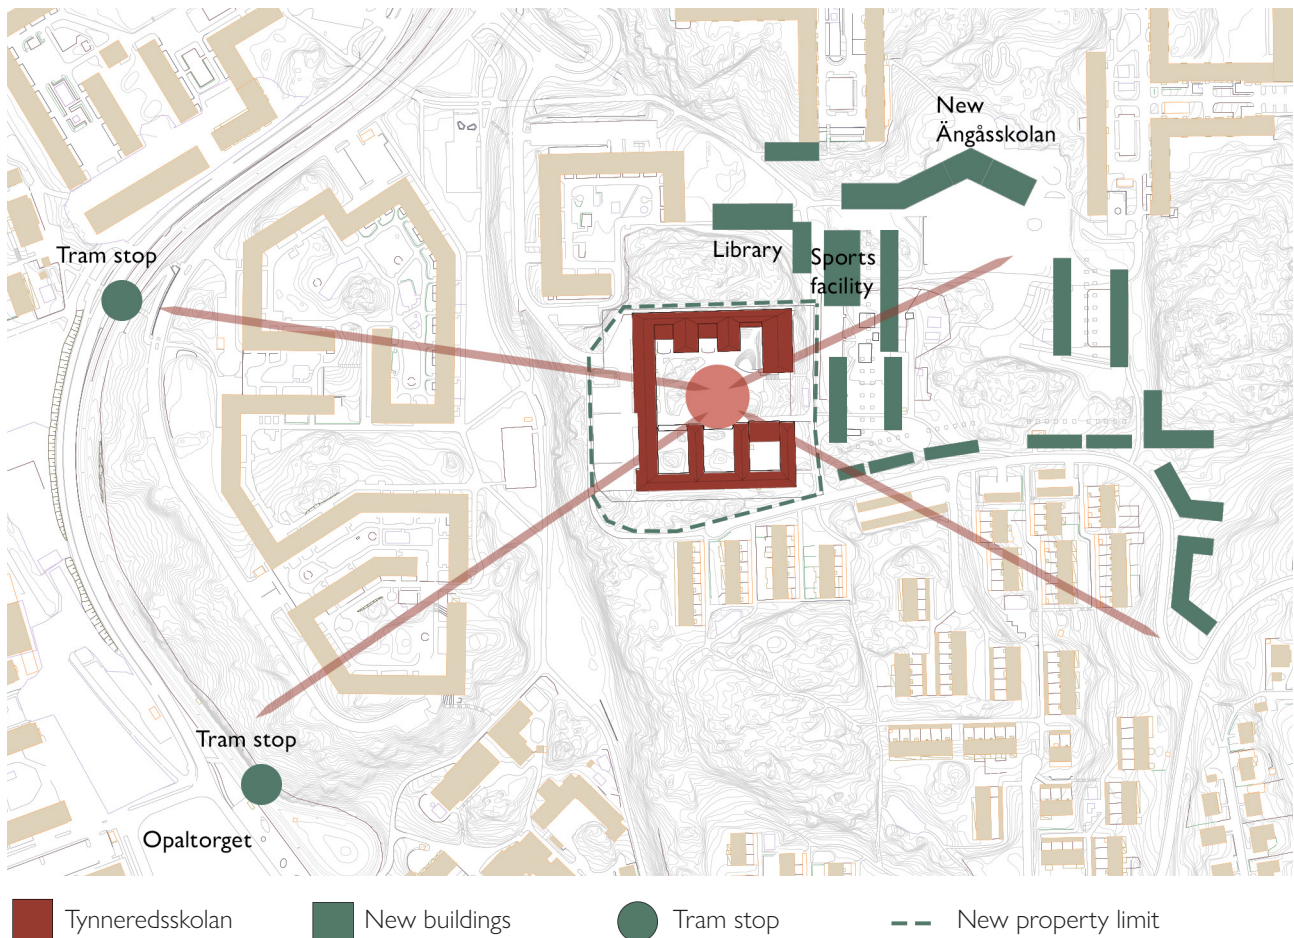 New
Ängåsskolan
Tram stop
Library
Sports
facility
Tram stop
Opaltorget
Tynneredsskolan
New buildings
Tram stop
New property limit